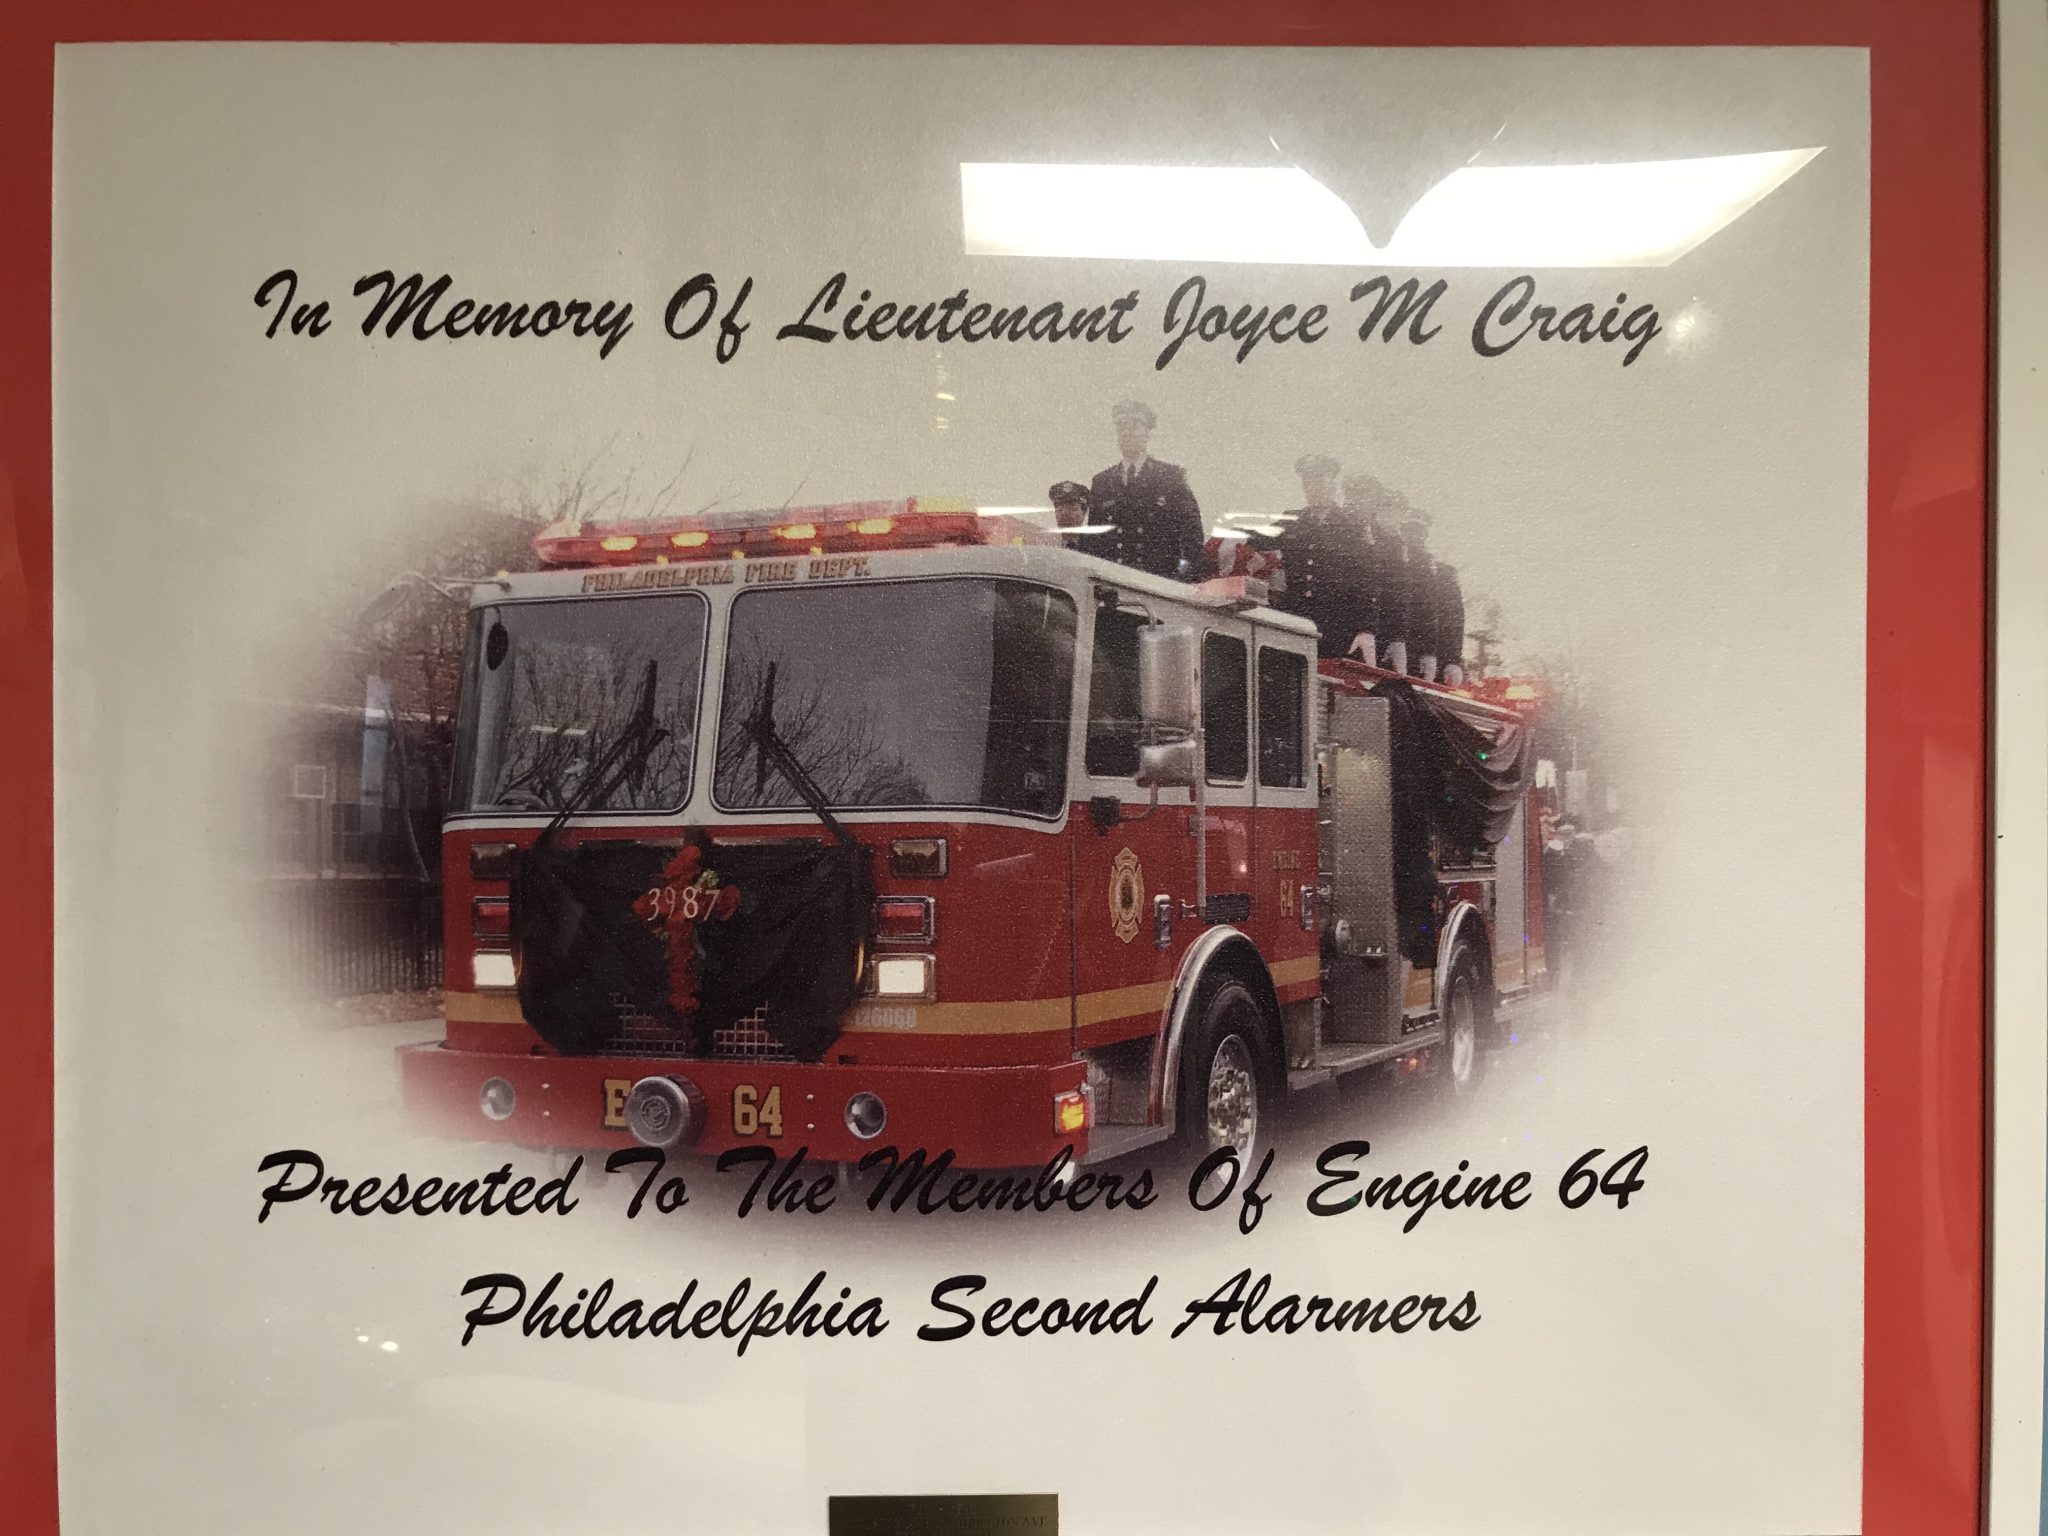 In Memory Of Lieutenant Joyce M Craig
PHILADELPHIA FIRE DEPT.
3987
ENGINE
64
126068
E 64
Presented To The Members Of Engine 64
Philadelphia Second Alarmers